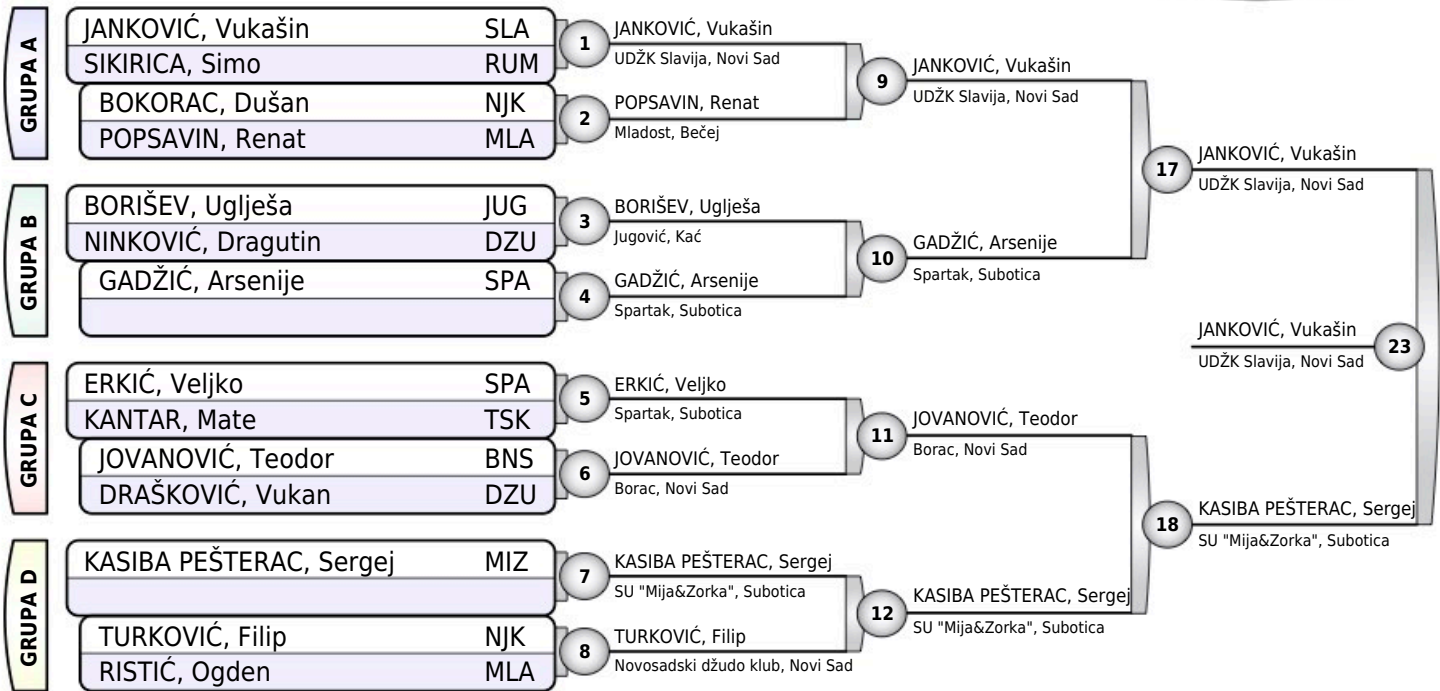 GRUPA A
JANKOVIĆ, Vukašin SLA
SIKIRICA, Simo RUM
BOKORAC, Dušan NJK
POPSAVIN, Renat MLA
GRUPA B
BORIŠEV, Uglješa JUG
NINKOVIĆ, Dragutin DZU
GADŽIĆ, Arsenije SPA
GRUPA C
ERKIĆ, Veljko SPA
KANTAR, Mate TSK
JOVANOVIĆ, Teodor BNS
DRAŠKOVIĆ, Vukan DZU
GRUPA D
KASIBA PEŠTERAC, Sergej MIZ
TURKOVIĆ, Filip NJK
RISTIĆ, Ogden MLA
1
JANKOVIĆ, Vukašin
UDŽK Slavija, Novi Sad
2
POPSAVIN, Renat
Mladost, Bečej
3
BORIŠEV, Uglješa
Jugović, Kać
4
GADŽIĆ, Arsenije
Spartak, Subotica
5
ERKIĆ, Veljko
Spartak, Subotica
6
JOVANOVIĆ, Teodor
Borac, Novi Sad
7
KASIBA PEŠTERAC, Sergej
SU "Mija&Zorka", Subotica
8
TURKOVIĆ, Filip
Novosadski džudo klub, Novi Sad
9
JANKOVIĆ, Vukašin
UDŽK Slavija, Novi Sad
10
GADŽIĆ, Arsenije
Spartak, Subotica
11
JOVANOVIĆ, Teodor
Borac, Novi Sad
12
KASIBA PEŠTERAC, Sergej
SU "Mija&Zorka", Subotica
17
JANKOVIĆ, Vukašin
UDŽK Slavija, Novi Sad
18
KASIBA PEŠTERAC, Sergej
SU "Mija&Zorka", Subotica
JANKOVIĆ, Vukašin
UDŽK Slavija, Novi Sad
23